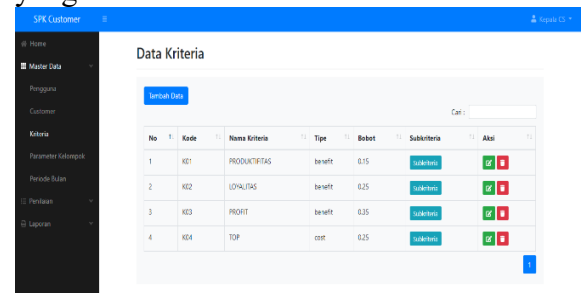 SPK Customer
Kepala CS
Home
Master Data
Pengguna
Customer
Kriteria
Parameter Kelompok
Periode Bulan
Penilaian
Laporan
Data Kriteria
Tambah Data
Cari :
No Kode Nama Kriteria Tipe Bobot Subkriteria Aksi
1 K01 PRODUKTIFITAS benefit 0.15 Subkriteria
2 K02 LOYALITAS benefit 0.25 Subkriteria
3 K03 PROFIT benefit 0.35 Subkriteria
4 K04 TOP cost 0.25 Subkriteria
1